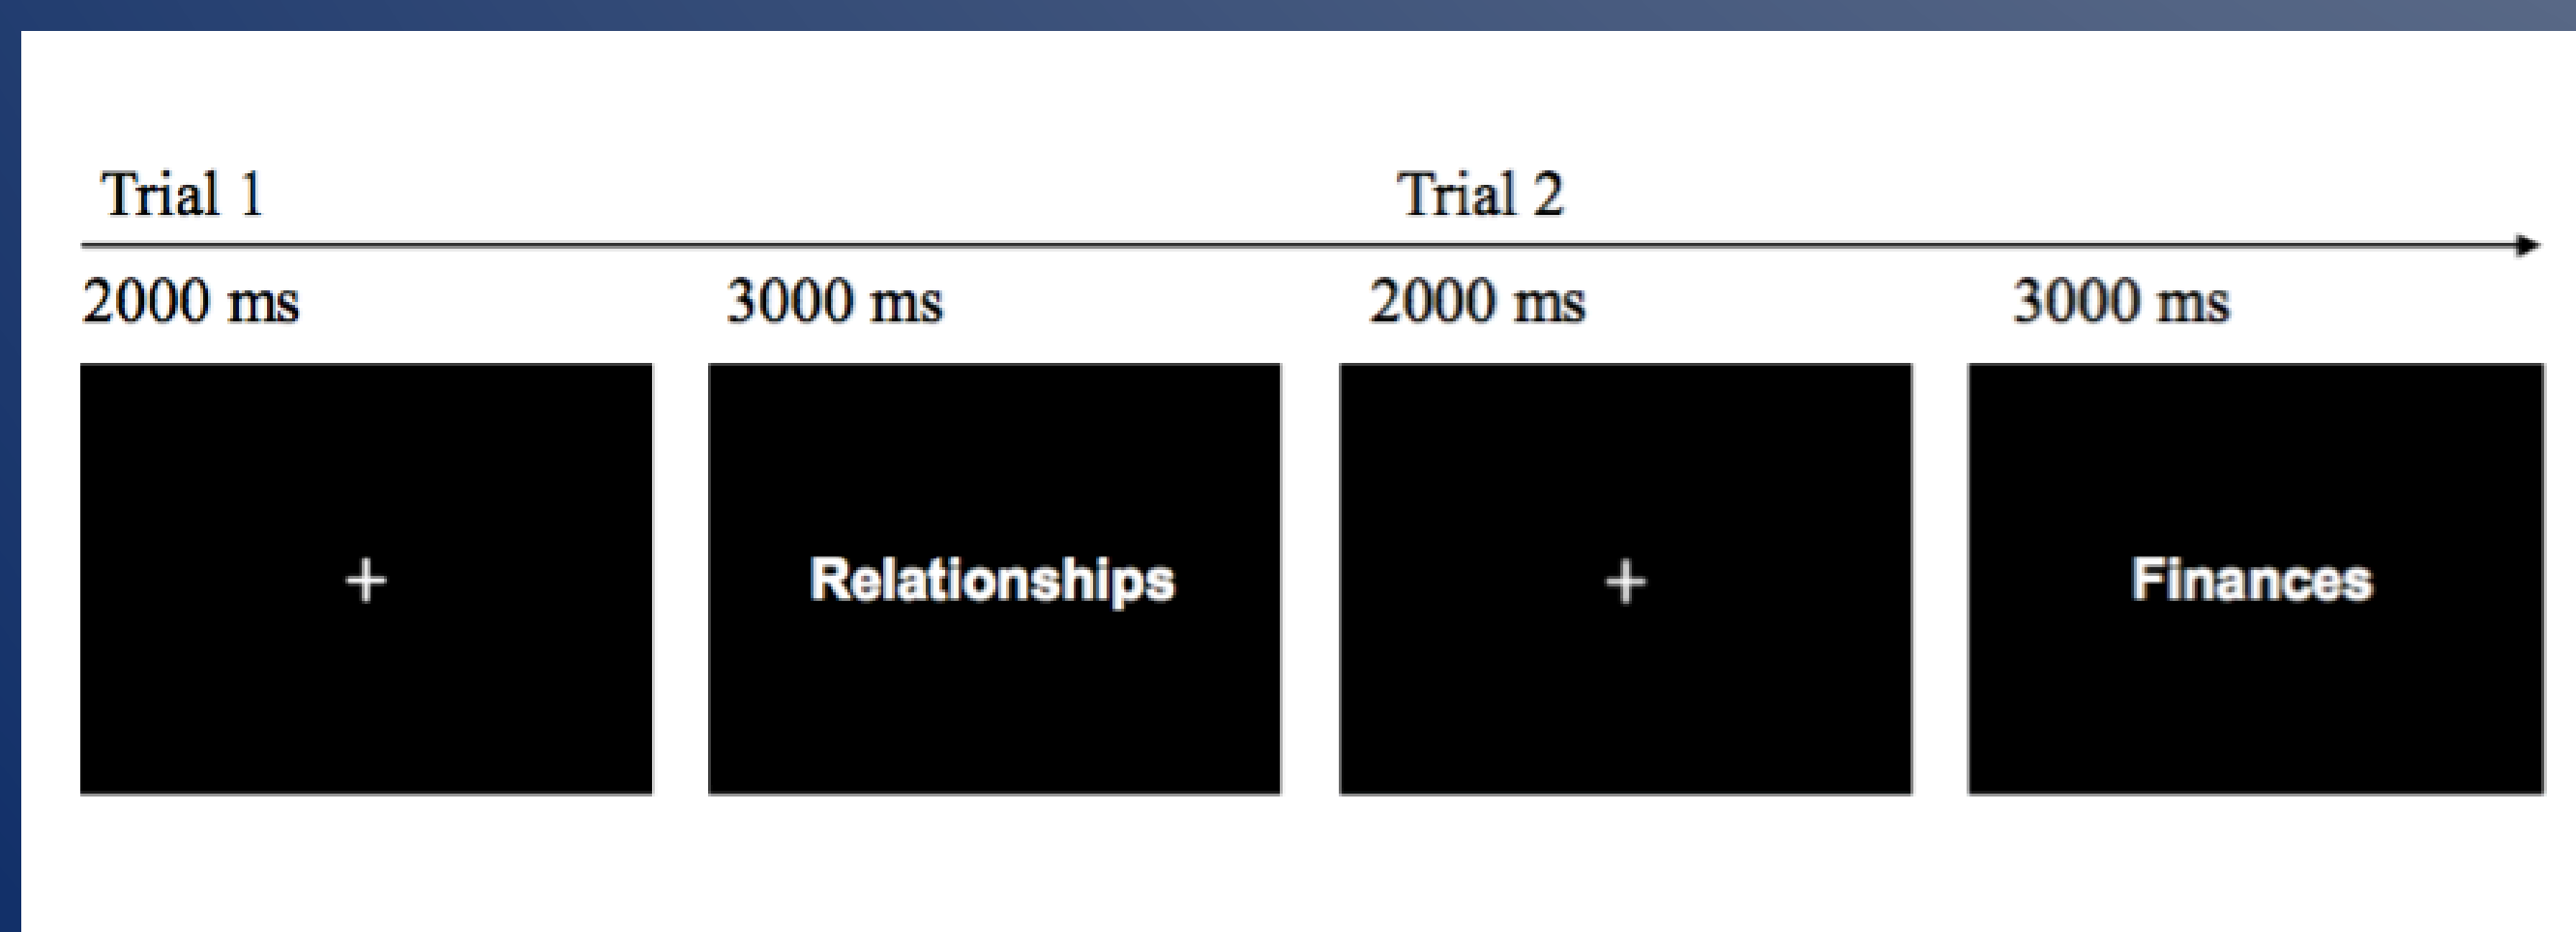 Trial 1 Trial 2
2000 ms 3000 ms 2000 ms 3000 ms
+ Relationships + Finances